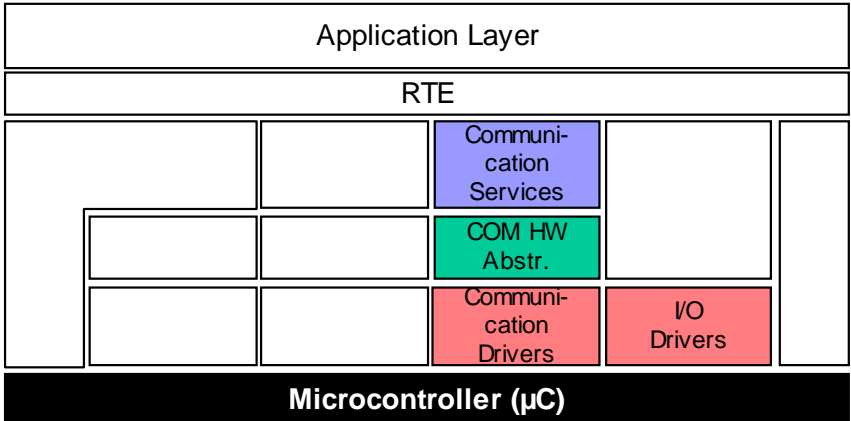 Application Layer
RTE
Communi-
cation
Services
COM HW
Abstr.
Communi-
cation
Drivers
I/O
Drivers
Microcontroller (µC)